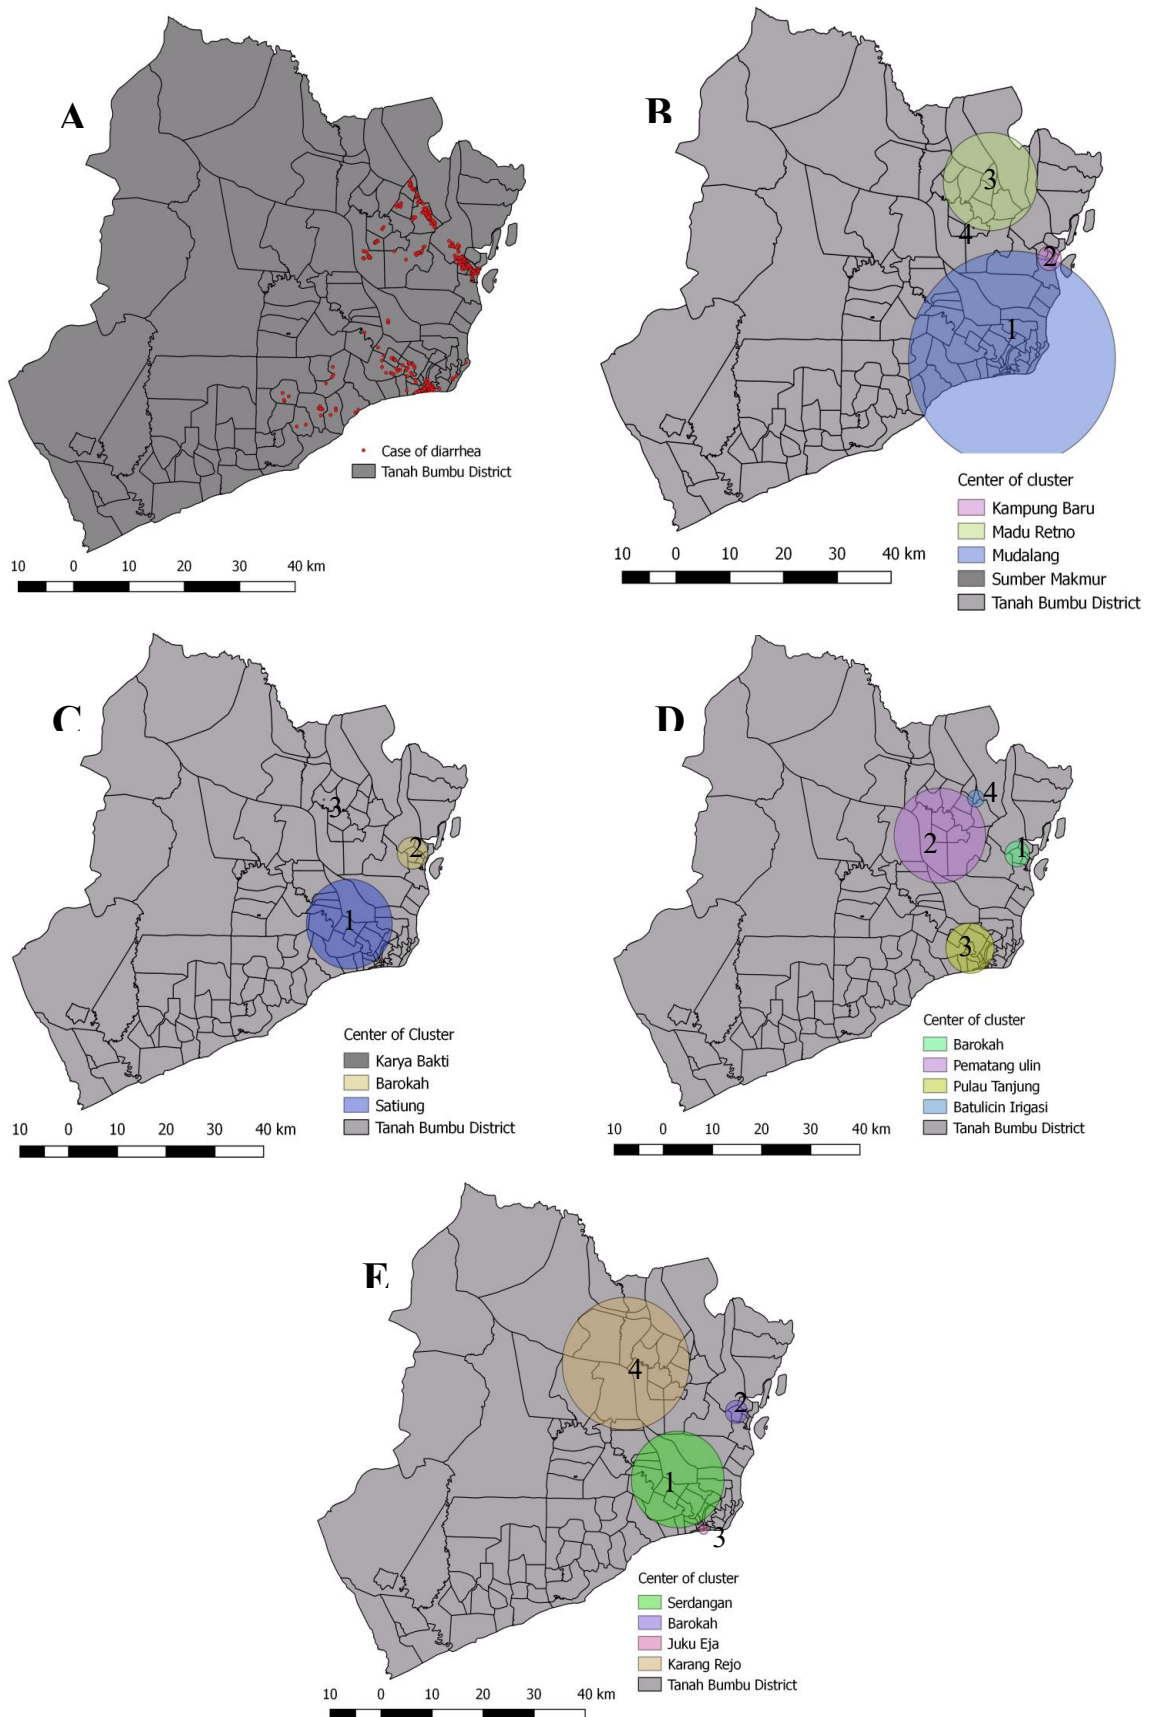 A
Case of diarrhea
Tanah Bumbu District
10 0 10 20 30 40 km
B
3
4
2
1
Center of cluster
Kampung Baru
Madu Retno
Mudalang
Sumber Makmur
Tanah Bumbu District
10 0 10 20 30 40 km
C
3
2
1
Center of Cluster
Karya Bakti
Barokah
Satiung
Tanah Bumbu District
10 0 10 20 30 40 km
D
4
2
1
3
Center of cluster
Barokah
Pematang ulin
Pulau Tanjung
Batulicin Irigasi
Tanah Bumbu District
10 0 10 20 30 40 km
E
4
2
1
3
Center of cluster
Serdangan
Barokah
Juku Eja
Karang Rejo
Tanah Bumbu District
10 0 10 20 30 40 km